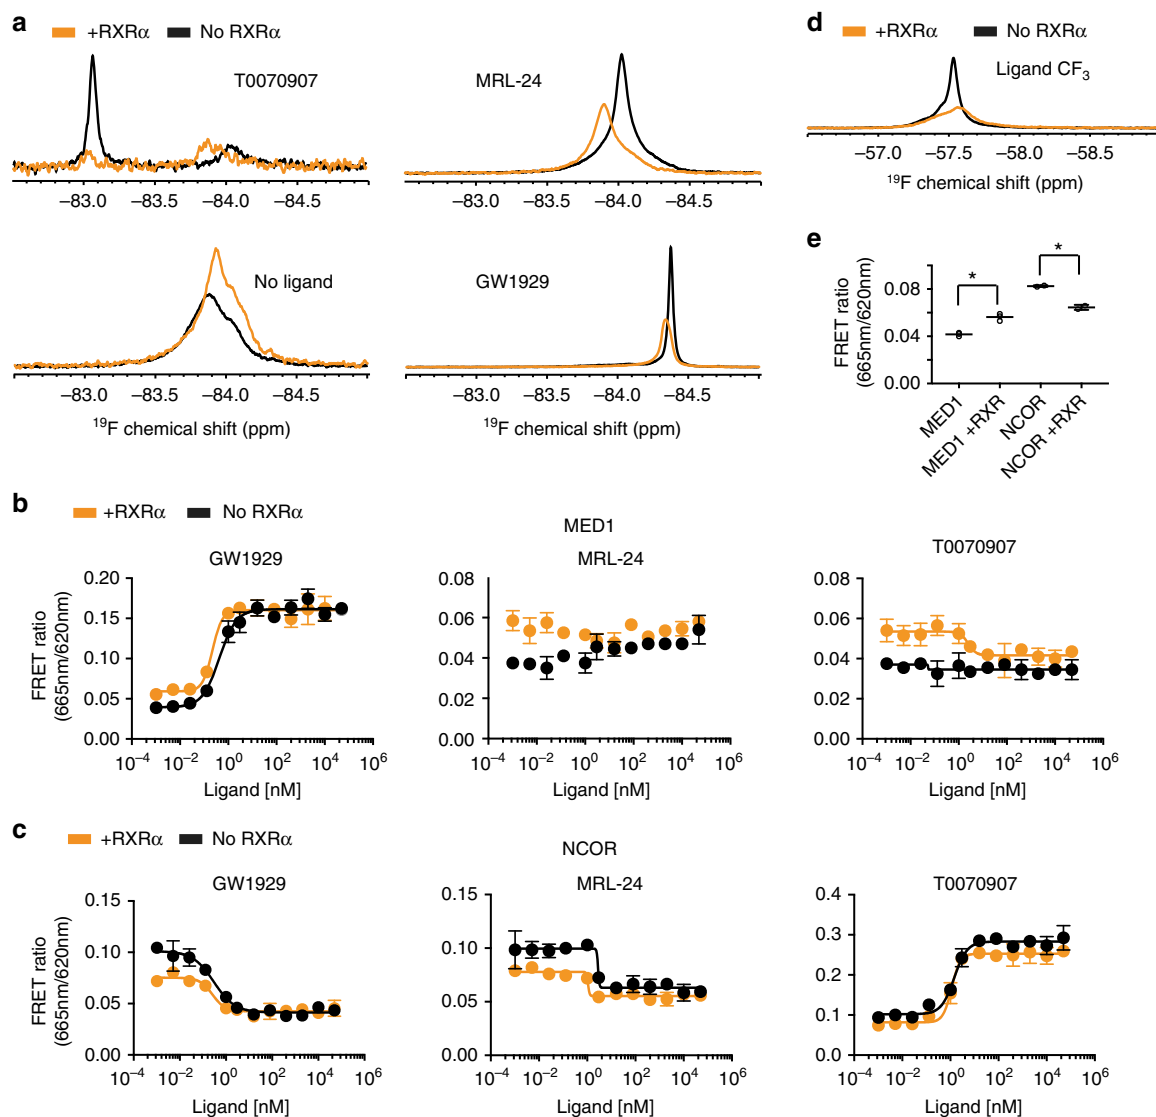 a
+RXRα No RXRα
T0070907
−83.0 −83.5 −84.0 −84.5
MRL-24
−83.0 −83.5 −84.0 −84.5
No ligand
−83.0 −83.5 −84.0 −84.5
19F chemical shift (ppm)
GW1929
−83.0 −83.5 −84.0 −84.5
19F chemical shift (ppm)
d
+RXRα No RXRα
Ligand CF3
−57.0 −57.5 −58.0 −58.5
19F chemical shift (ppm)
e
FRET ratio
(665nm/620nm)
0.08
0.04
0.00
*
*
MED1
MED1 +RXR
NCOR
NCOR +RXR
b
+RXRα No RXRα
MED1
GW1929
FRET ratio
(665nm/620nm)
0.20
0.15
0.10
0.05
0.00
10−4 10−2 100 102 104 106
Ligand [nM]
MRL-24
0.08
0.06
0.04
0.02
0.00
10−4 10−2 100 102 104 106
Ligand [nM]
T0070907
0.08
0.06
0.04
0.02
0.00
10−4 10−2 100 102 104 106
Ligand [nM]
c
+RXRα No RXRα
NCOR
GW1929
FRET ratio
(665nm/620nm)
0.15
0.10
0.05
0.00
10−4 10−2 100 102 104 106
Ligand [nM]
MRL-24
0.15
0.10
0.05
0.00
10−4 10−2 100 102 104 106
Ligand [nM]
T0070907
0.4
0.3
0.2
0.1
0.0
10−4 10−2 100 102 104 106
Ligand [nM]